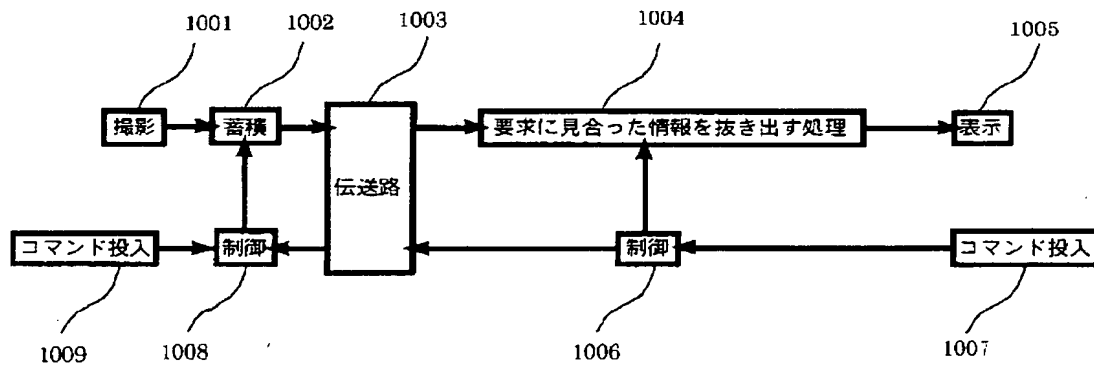 1001
1002
1003
1004
1005
撮影
蓄積
伝送路
要求に見合った情報を抜き出す処理
表示
コマンド投入
制御
制御
コマンド投入
1009
1008
1006
1007